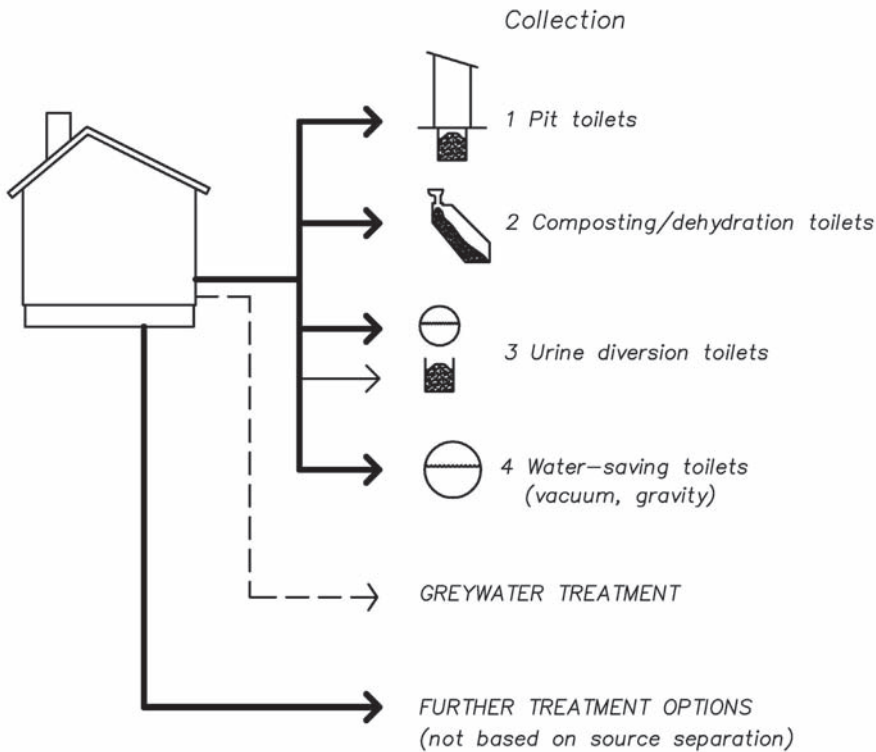 Collection
1 Pit toilets
2 Composting/dehydration toilets
3 Urine diversion toilets
4 Water-saving toilets
(vacuum, gravity)
GREYWATER TREATMENT
FURTHER TREATMENT OPTIONS
(not based on source separation)